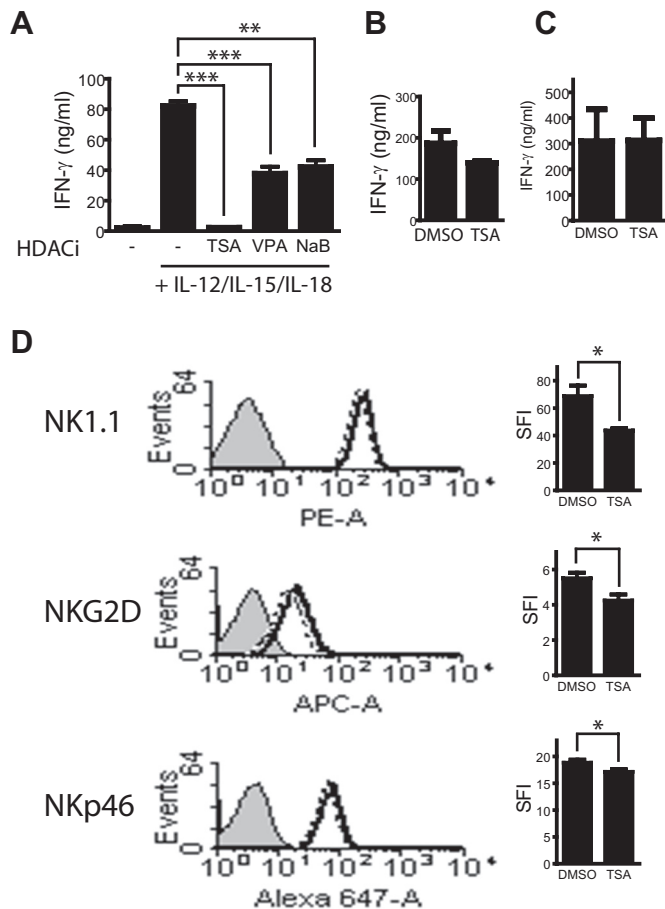 A
B
C
**
***
***
IFN-γ (ng/ml)
100
80
60
40
20
0
HDACi
-
-
TSA
VPA
NaB
+ IL-12/IL-15/IL-18
IFN-γ (ng/ml)
300
200
100
0
DMSO
TSA
IFN-γ (ng/ml)
500
400
300
200
100
0
DMSO
TSA
D
NK1.1
Events
64
0
10⁰ 10¹ 10² 10³ 10⁴
PE-A
*
SFI
80
60
40
20
0
DMSO
TSA
NKG2D
Events
64
0
10⁰ 10¹ 10² 10³ 10⁴
APC-A
*
SFI
6
4
2
0
DMSO
TSA
NKp46
Events
64
0
10⁰ 10¹ 10² 10³ 10⁴
Alexa 647-A
*
SFI
20
15
10
5
0
DMSO
TSA